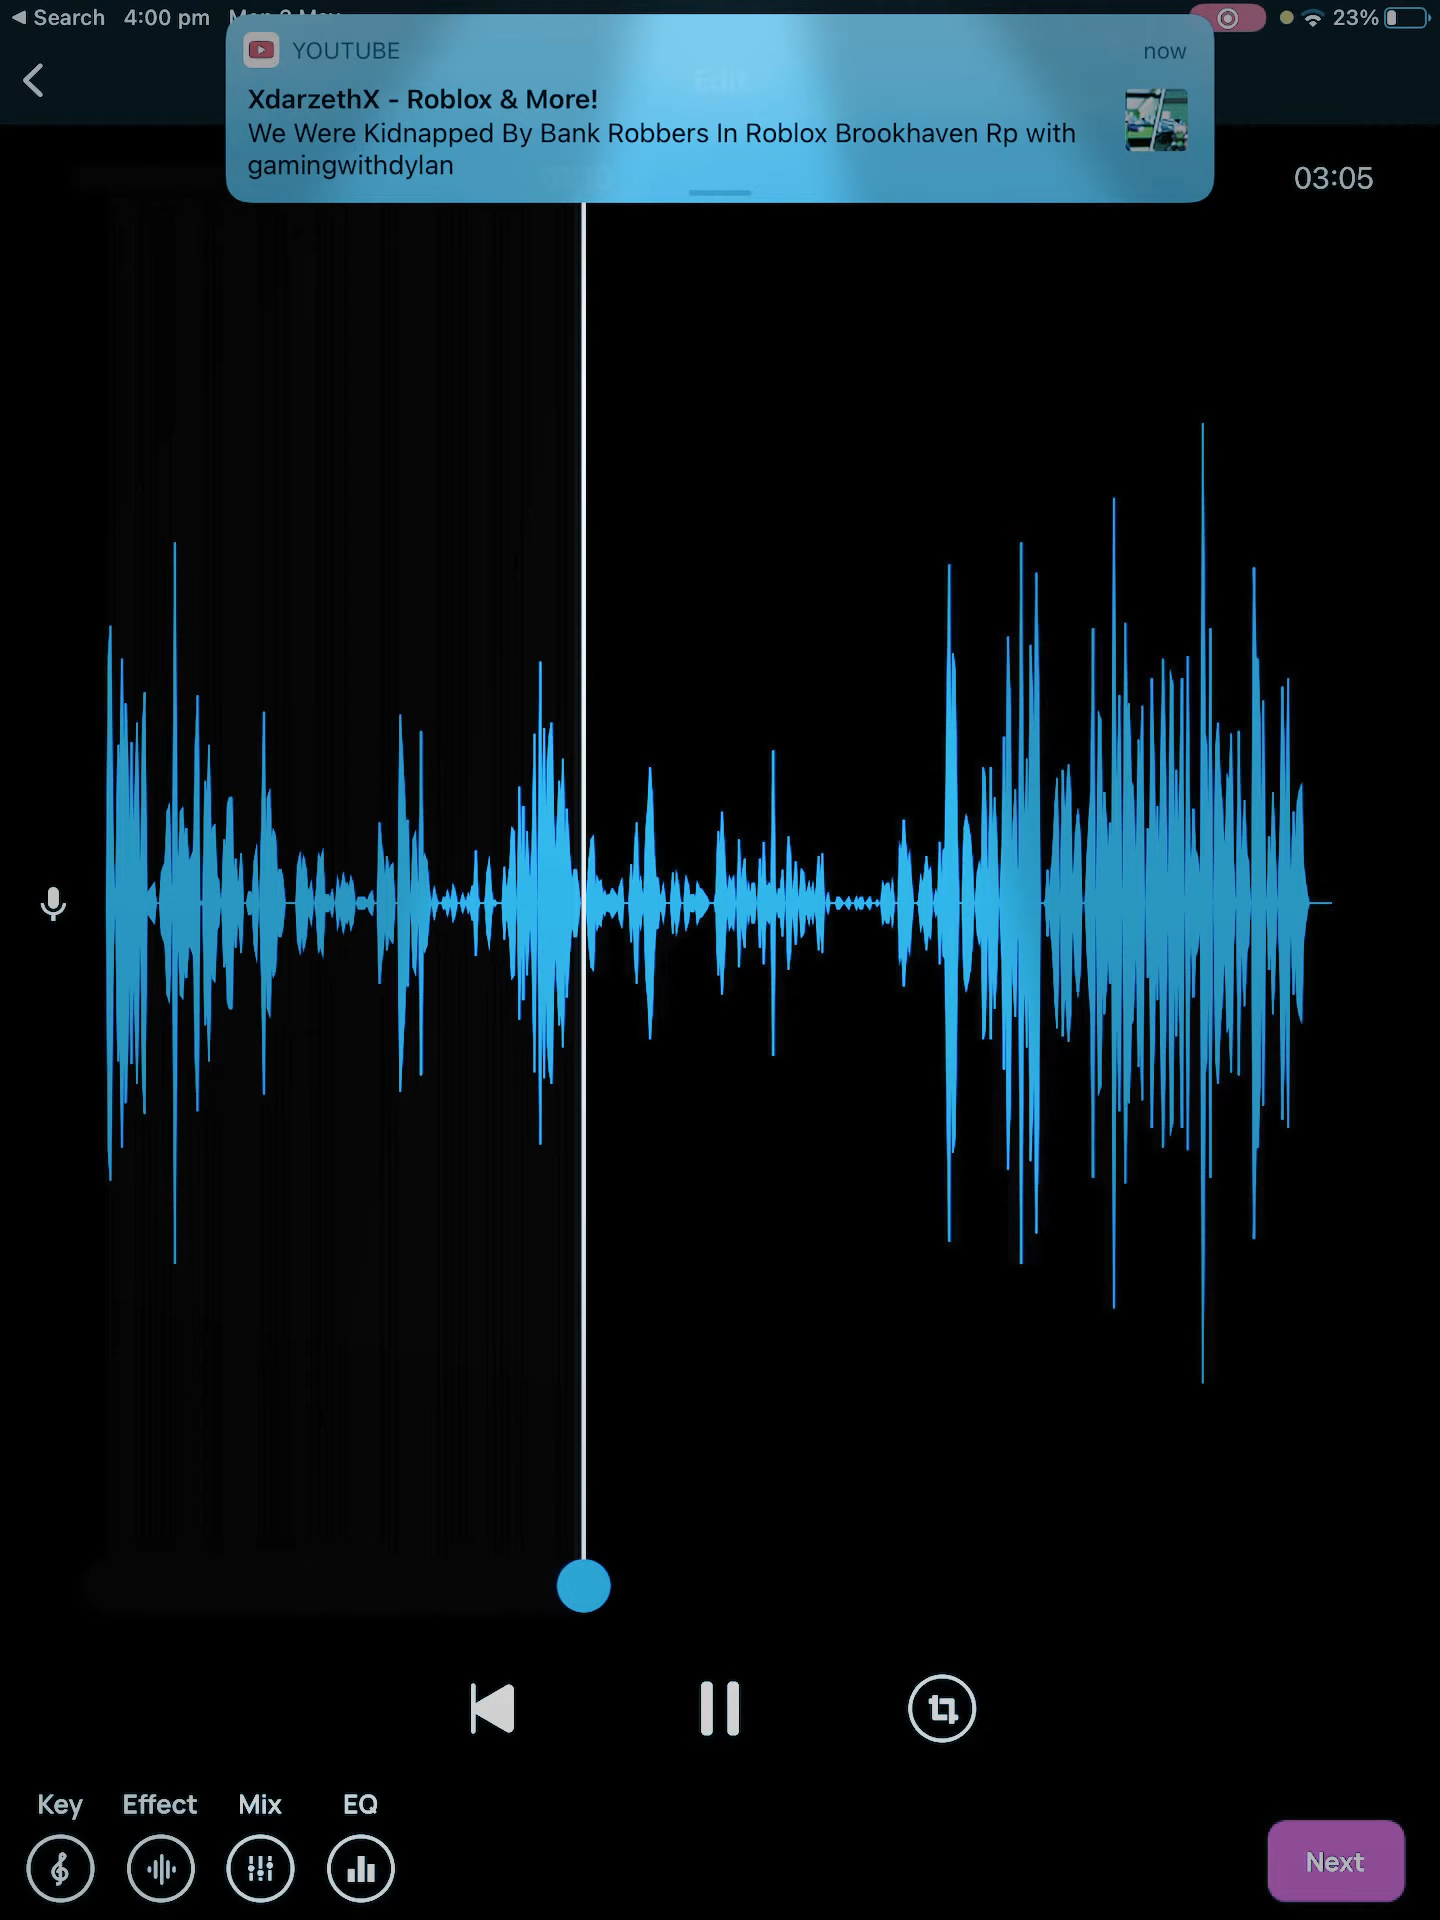 Search 4:00 pm 23%
YOUTUBE now
Edit
XdarzethX - Roblox & More!
We Were Kidnapped By Bank Robbers In Roblox Brookhaven Rp with
gamingwithdylan
03:05
Key Effect Mix EQ
Next